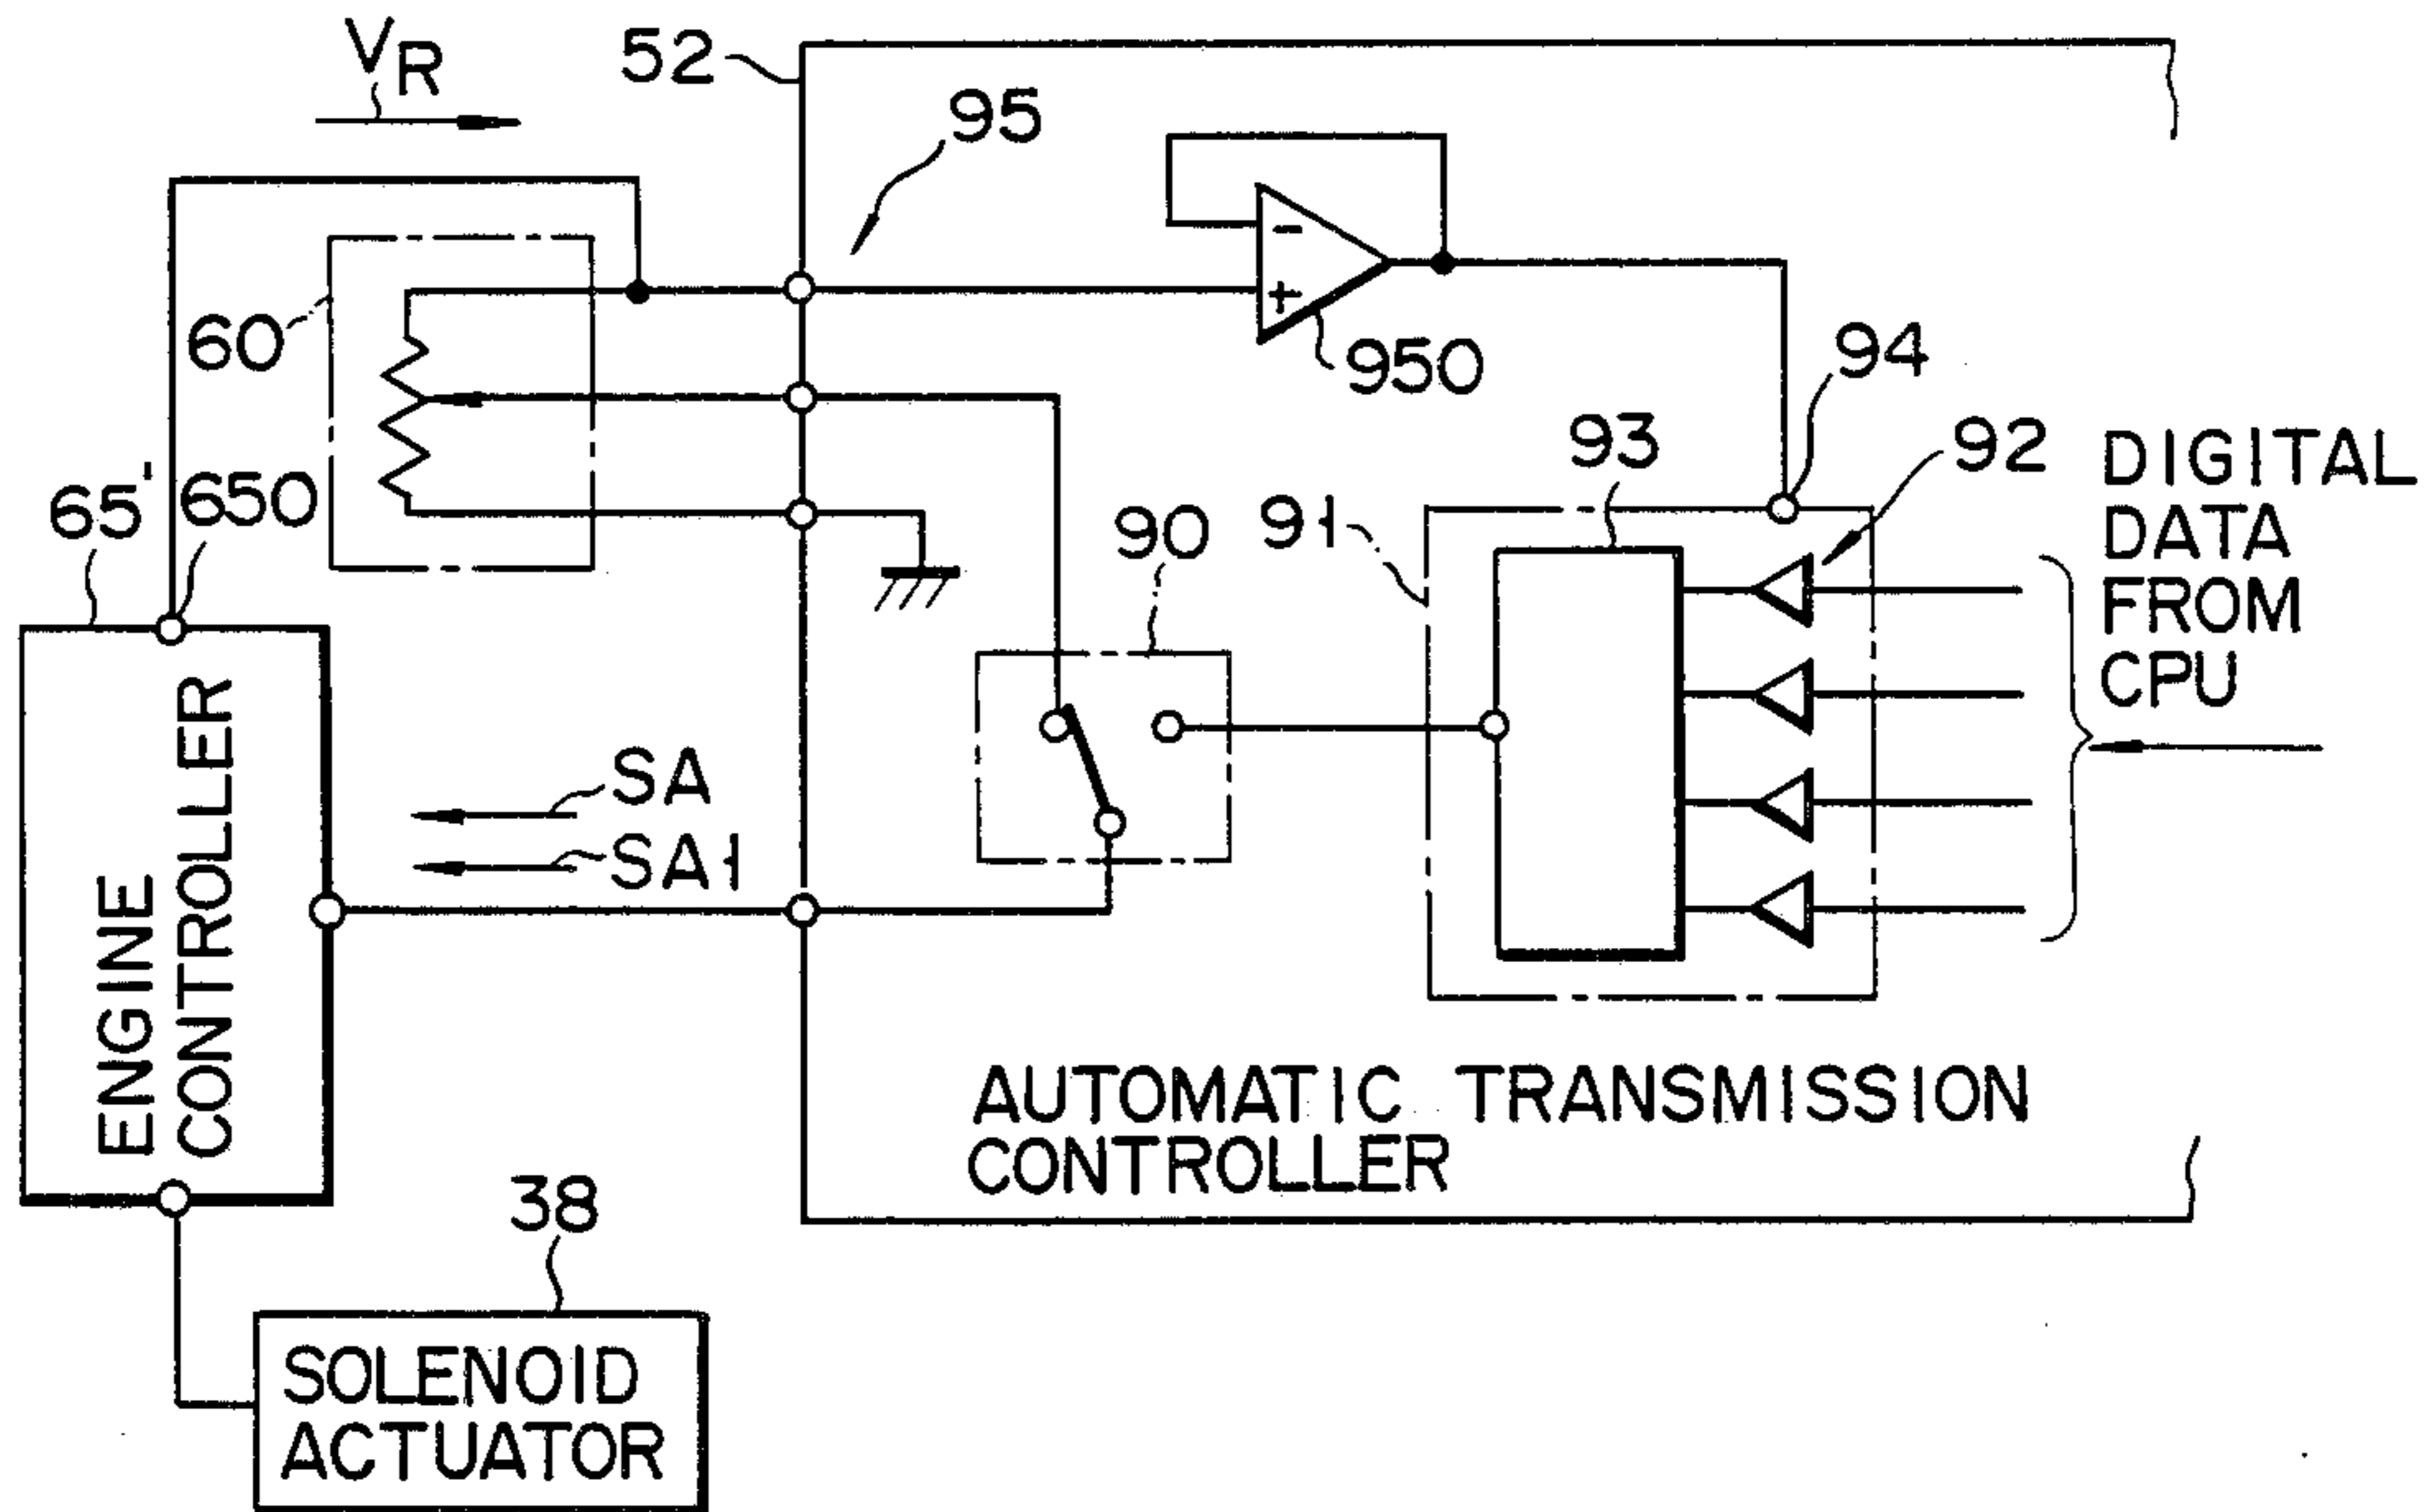 VR
52
95
60
950
94
93
92
DIGITAL
DATA
FROM
CPU
65'
650
90
91
ENGINE
CONTROLLER
SA
SA1
- 
+
AUTOMATIC TRANSMISSION
CONTROLLER
38
SOLENOID
ACTUATOR